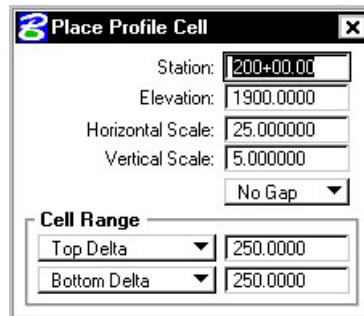 Place Profile Cell
Station: 200+00.00
Elevation: 1900.0000
Horizontal Scale: 25.000000
Vertical Scale: 5.000000
No Gap
Cell Range
Top Delta 250.0000
Bottom Delta 250.0000